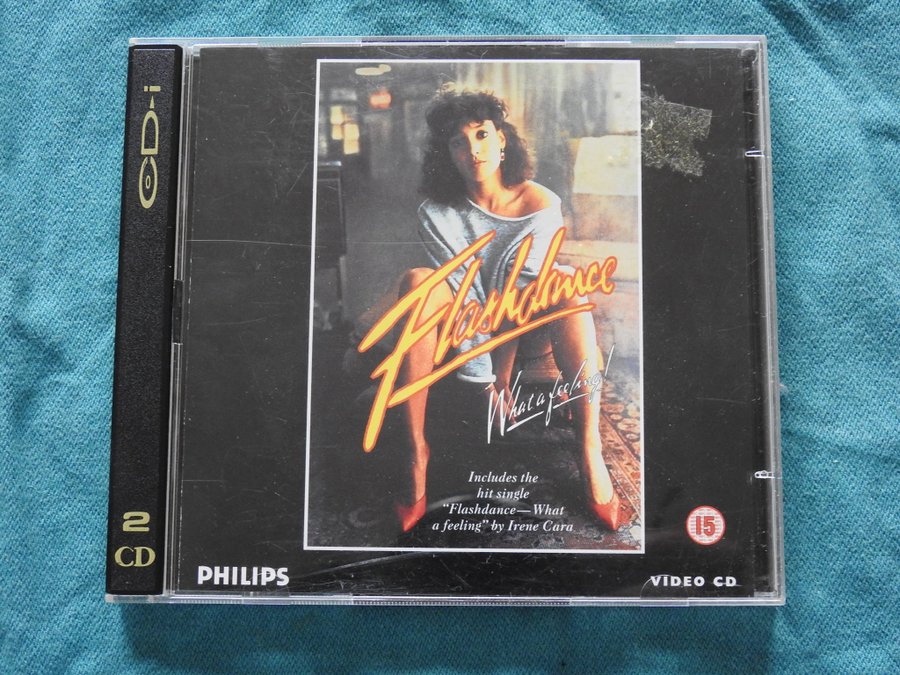 CD-i
2
CD
Flashdance
What a feeling!
Includes the
hit single
"Flashdance—What
a feeling" by Irene Cara
15
PHILIPS
VIDEO CD